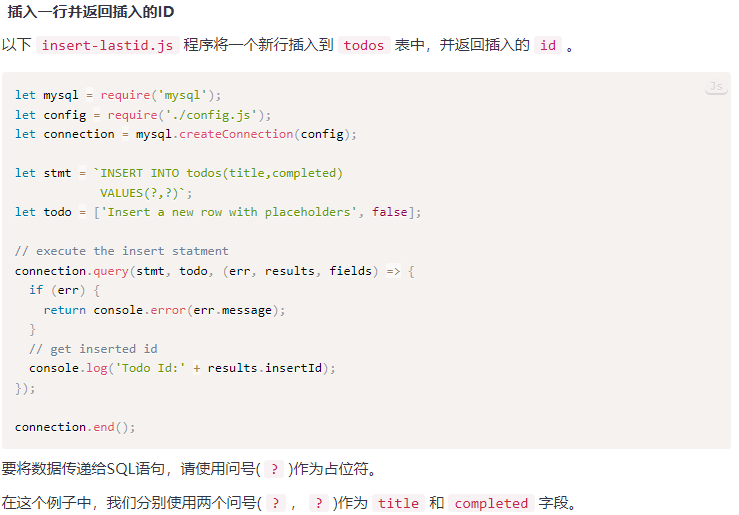 插入一行并返回插入的ID
以下 insert-lastid.js 程序将一个新行插入到 todos 表中，并返回插入的 id 。
Js
let mysql = require('mysql');
let config = require('./config.js');
let connection = mysql.createConnection(config);
let stmt = `INSERT INTO todos(title,completed)
            VALUES(?,?)`;
let todo = ['Insert a new row with placeholders', false];
// execute the insert statment
connection.query(stmt, todo, (err, results, fields) => {
  if (err) {
    return console.error(err.message);
  }
  // get inserted id
  console.log('Todo Id:' + results.insertId);
});
connection.end();
要将数据传递给SQL语句，请使用问号( ? )作为占位符。
在这个例子中，我们分别使用两个问号( ? ， ? )作为 title 和 completed 字段。